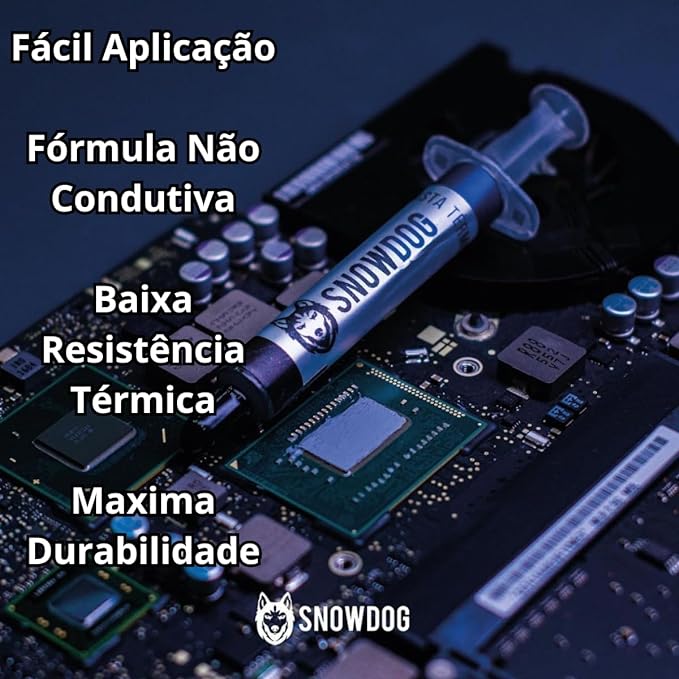 Fácil Aplicação
Fórmula Não
Condutiva
Baixa
Resistência
Térmica
Maxima
Durabilidade
SNOWDOG
SNOWDOG